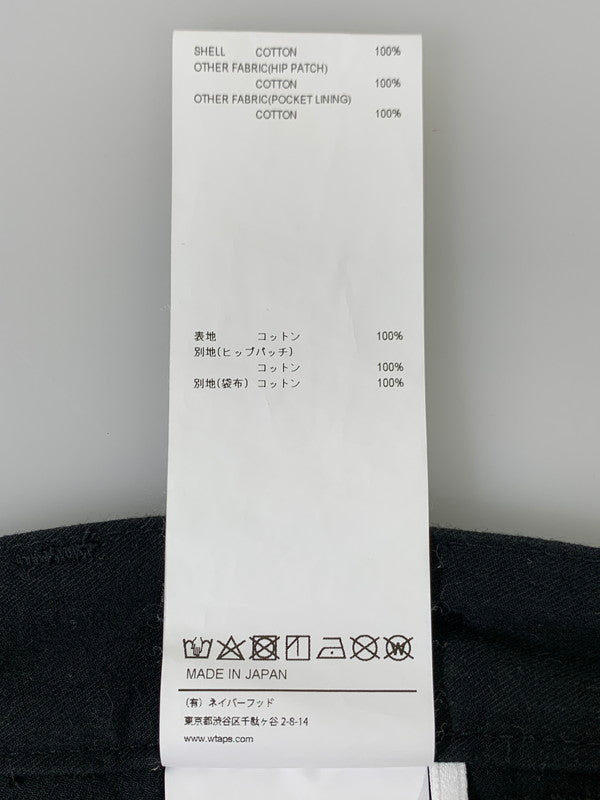 SHELL COTTON 100%
OTHER FABRIC(HIP PATCH)
COTTON 100%
OTHER FABRIC(POCKET LINING)
COTTON 100%
表地 コットン 100%
別地(ヒップパッチ)
コットン 100%
別地(袋布) コットン 100%
MADE IN JAPAN
(有) ネイバーフッド
東京都渋谷区千駄ヶ谷 2-8-14
www.wtaps.com